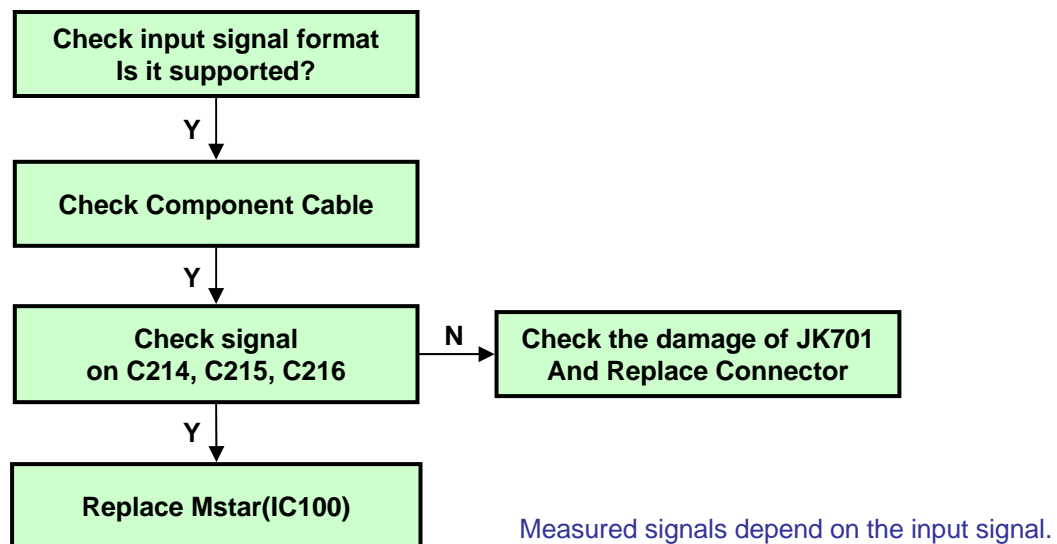 Check input signal format
Is it supported?
Y
Check Component Cable
Y
Check signal
on C214, C215, C216
N
Check the damage of JK701
And Replace Connector
Y
Replace Mstar(IC100)
Measured signals depend on the input signal.